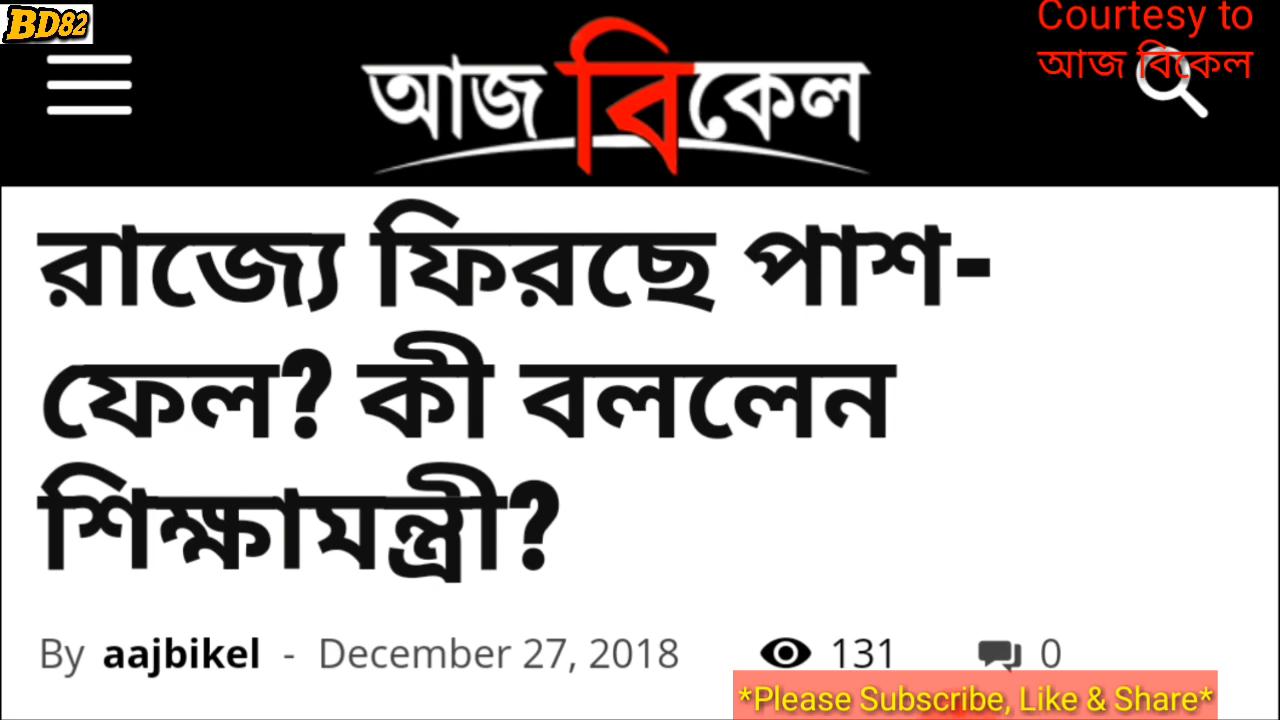 BD82
Courtesy to
আজ বিকেল
আজ বিকেল
রাজ্যে ফিরছে পাশ-
ফেল? কী বললেন
শিক্ষামন্ত্রী?
By aajbikel - December 27, 2018 131 0
*Please Subscribe, Like & Share*